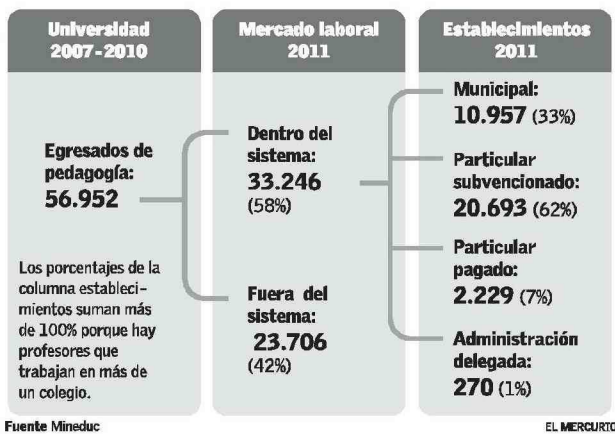 Universidad
2007-2010
Egresados de
pedagogía:
56.952
Los porcentajes de la
columna estableci-
mientos suman más
de 100% porque hay
profesores que
trabajan en más de
un colegio.
Mercado laboral
2011
Dentro del
sistema:
33.246
(58%)
Fuera del
sistema:
23.706
(42%)
Establecimientos
2011
Municipal:
10.957 (33%)
Particular
subvencionado:
20.693 (62%)
Particular
pagado:
2.229 (7%)
Administración
delegada:
270 (1%)
Fuente Mineduc
EL MERCURIO